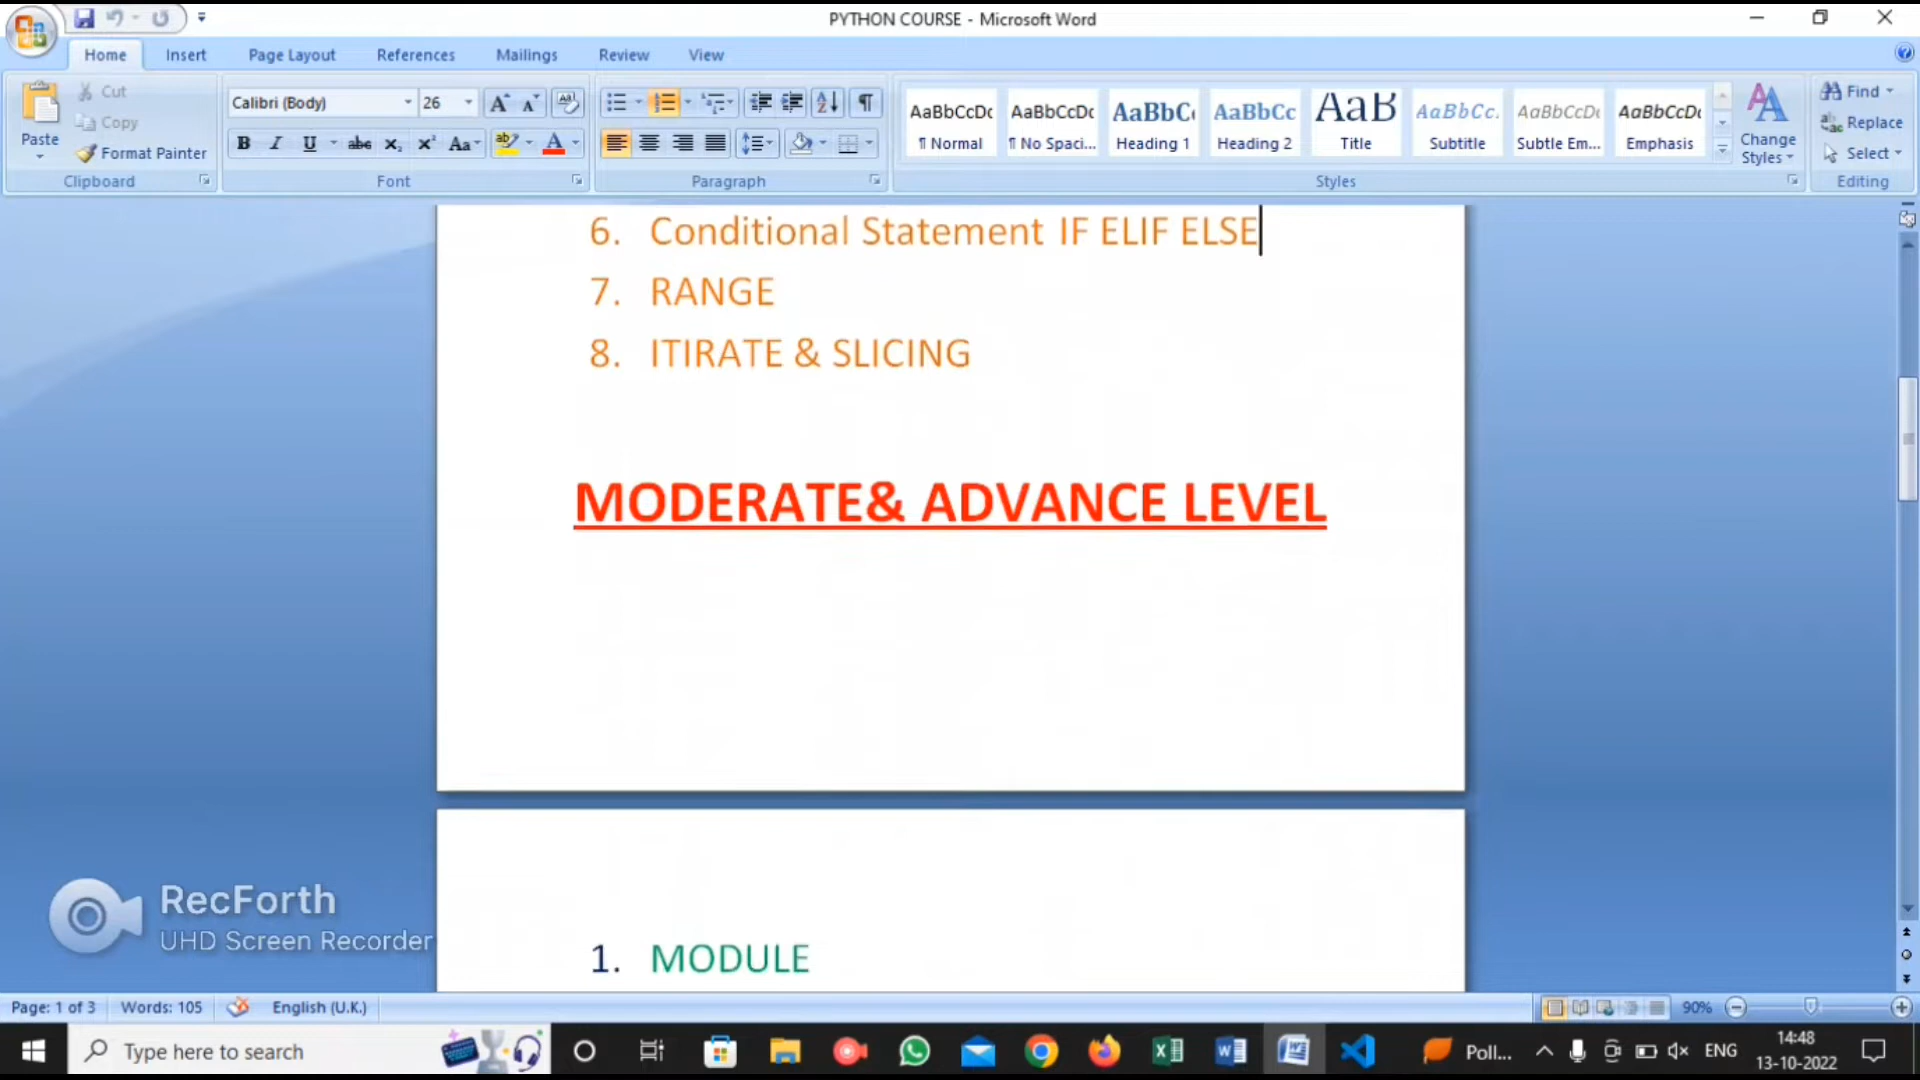 PYTHON COURSE - Microsoft Word
Home Insert Page Layout References Mailings Review View
Paste
Cut
Copy
Format Painter
Clipboard
Calibri (Body) 26
Font
Paragraph
AaBbCcDc AaBbCcDc AaBbC AaBbCc AaB AaBbCc. AaBbCcDc AaBbCcDc
¶ Normal ¶ No Spaci... Heading 1 Heading 2 Title Subtitle Subtle Em... Emphasis
Styles
Change Styles
Find
Replace
Select
Editing
6. Conditional Statement IF ELIF ELSE
7. RANGE
8. ITIRATE & SLICING
MODERATE& ADVANCE LEVEL
1. MODULE
RecForth
UHD Screen Recorder
Page: 1 of 3 Words: 105 English (U.K.) 90%
Type here to search Poll... ENG 14:48
13-10-2022